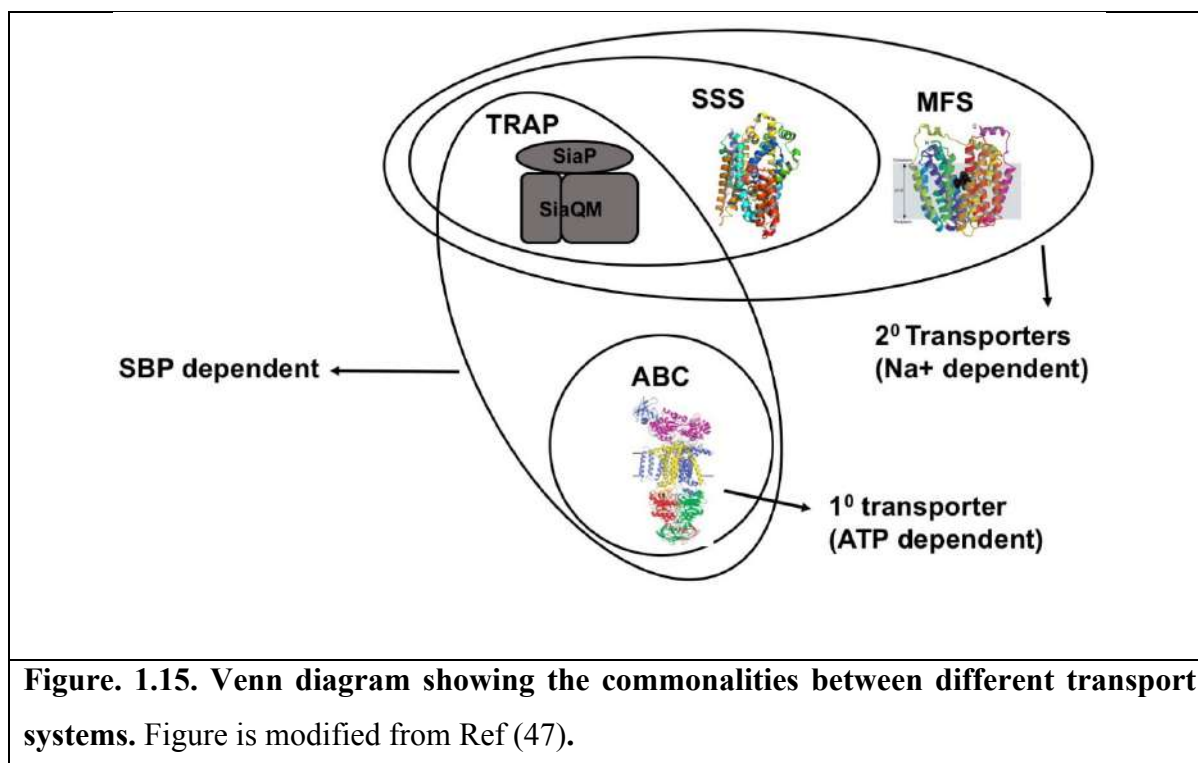 SSS
MFS
TRAP
SiaP
SiaQM
2⁰ Transporters
(Na+ dependent)
SBP dependent
ABC
1⁰ transporter
(ATP dependent)
Figure. 1.15. Venn diagram showing the commonalities between different transport
systems. Figure is modified from Ref (47).